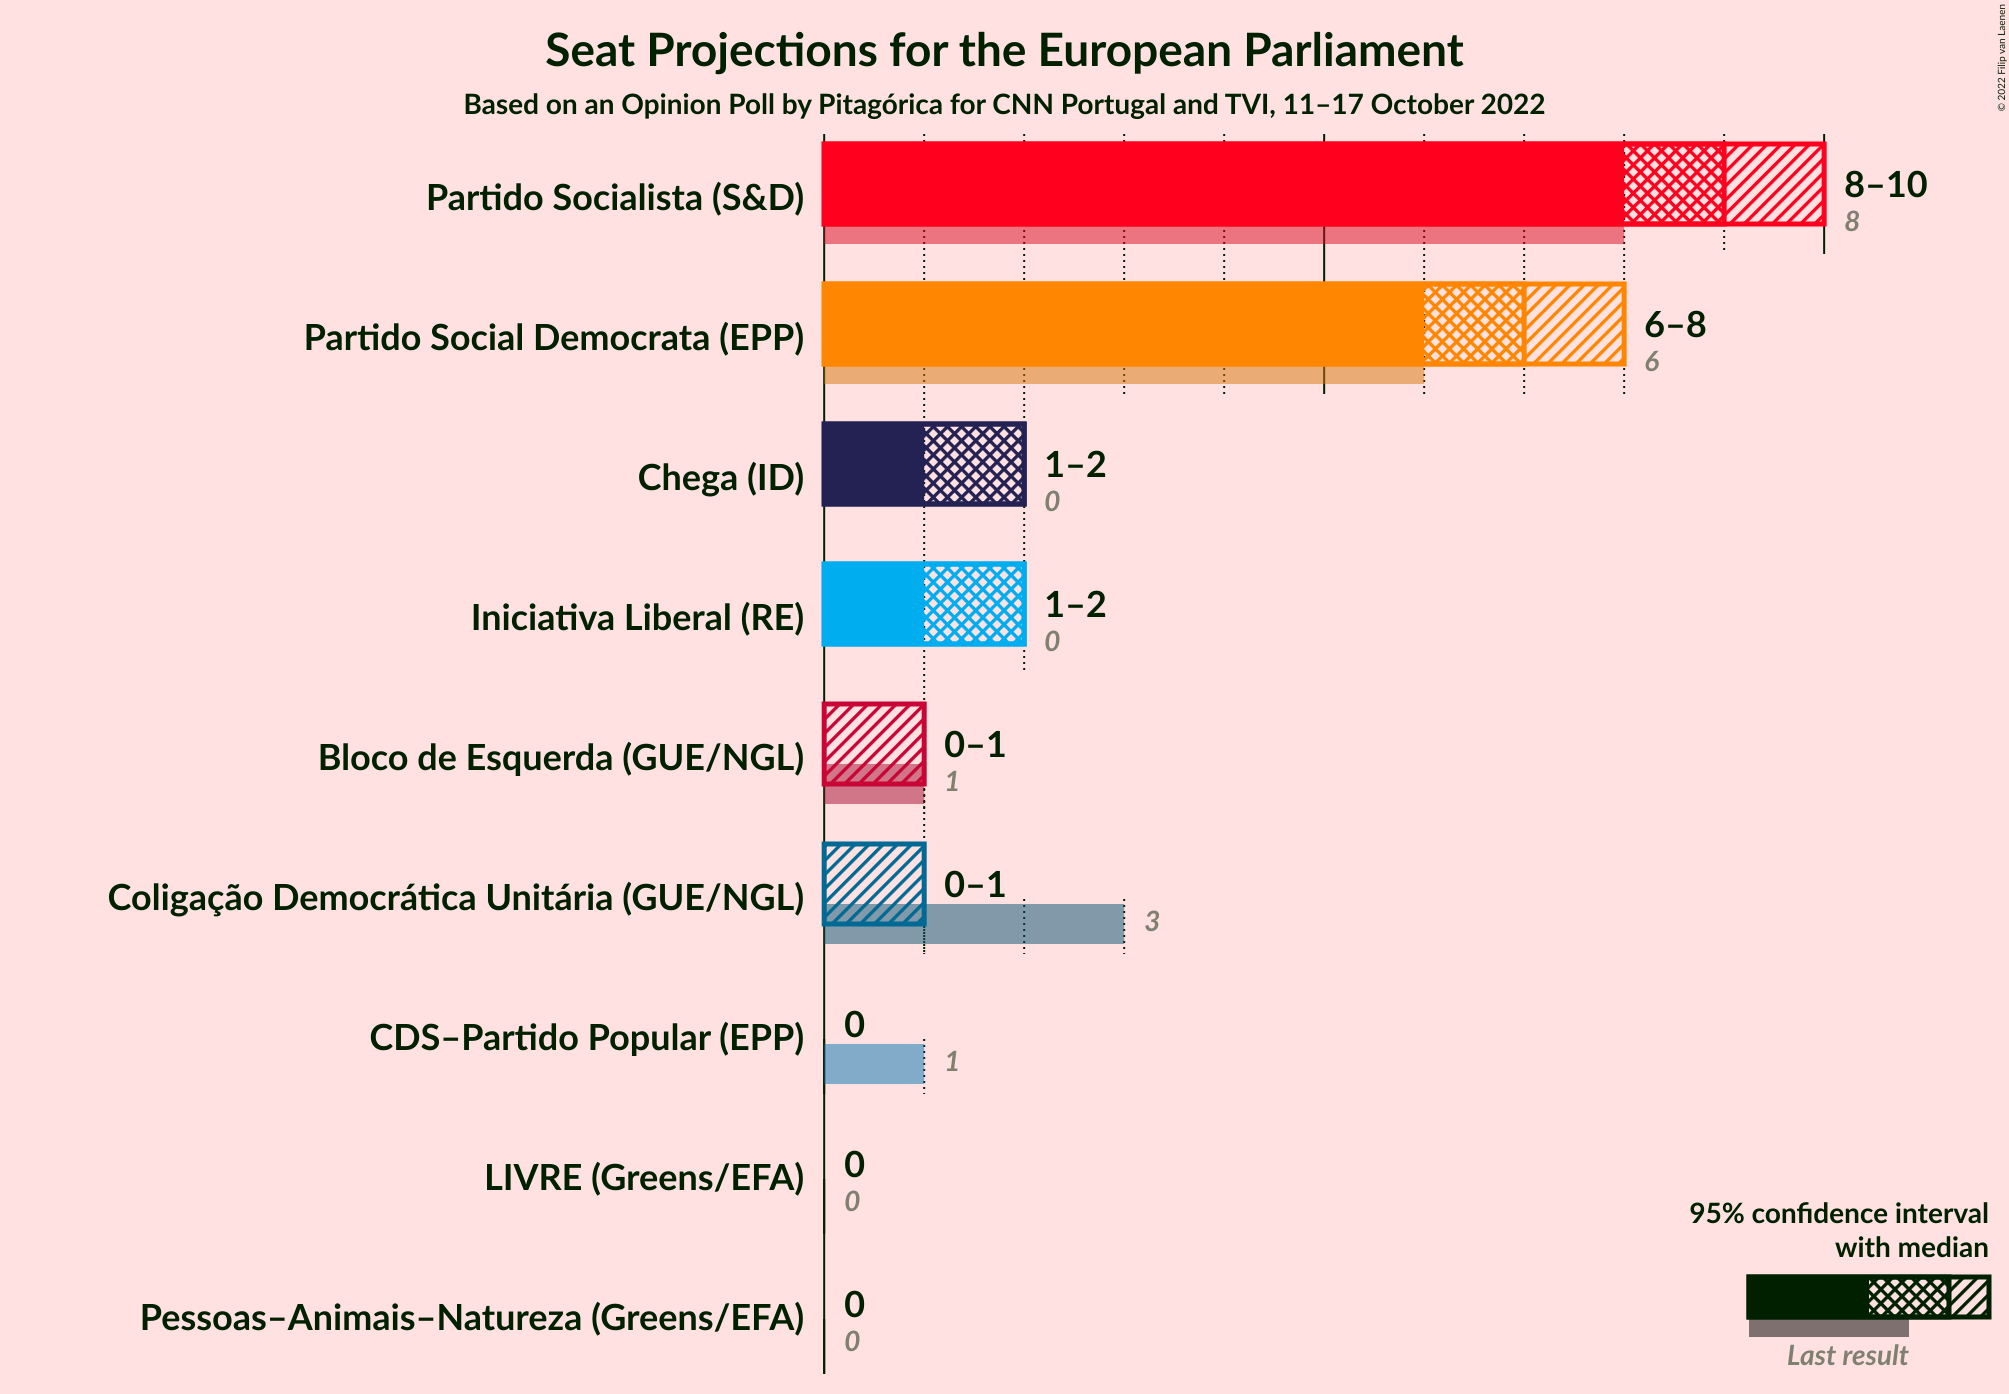 Seat Projections for the European Parliament
Based on an Opinion Poll by Pitagórica for CNN Portugal and TVI, 11–17 October 2022
© 2022 Filip van Laenen
Partido Socialista (S&D)
8–10
8
Partido Social Democrata (EPP)
6–8
6
Chega (ID)
1–2
0
Iniciativa Liberal (RE)
1–2
0
Bloco de Esquerda (GUE/NGL)
0–1
1
Coligação Democrática Unitária (GUE/NGL)
0–1
3
CDS–Partido Popular (EPP)
0
1
LIVRE (Greens/EFA)
0
0
Pessoas–Animais–Natureza (Greens/EFA)
0
0
95% confidence interval
with median
Last result